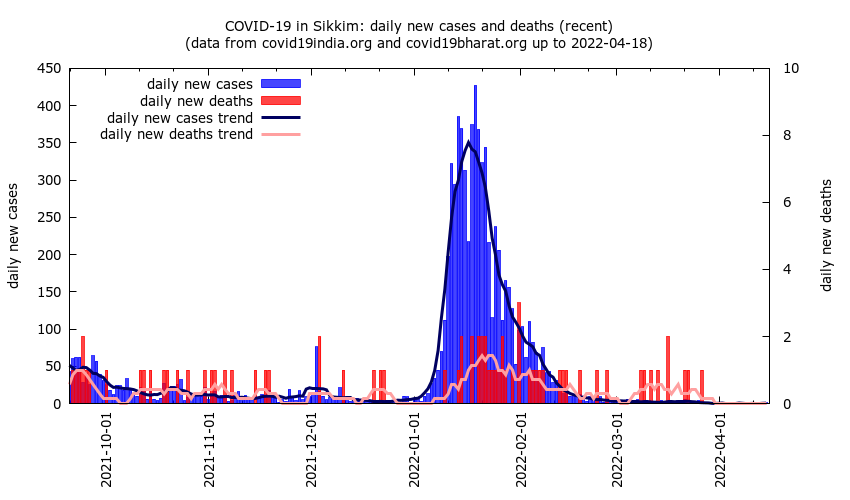 COVID-19 in Sikkim: daily new cases and deaths (recent)
(data from covid19india.org and covid19bharat.org up to 2022-04-18)
daily new cases
daily new deaths
daily new cases trend
daily new deaths trend
450
400
350
300
250
200
150
100
50
0
10
8
6
4
2
0
daily new cases
daily new deaths
2021-10-01
2021-11-01
2021-12-01
2022-01-01
2022-02-01
2022-03-01
2022-04-01